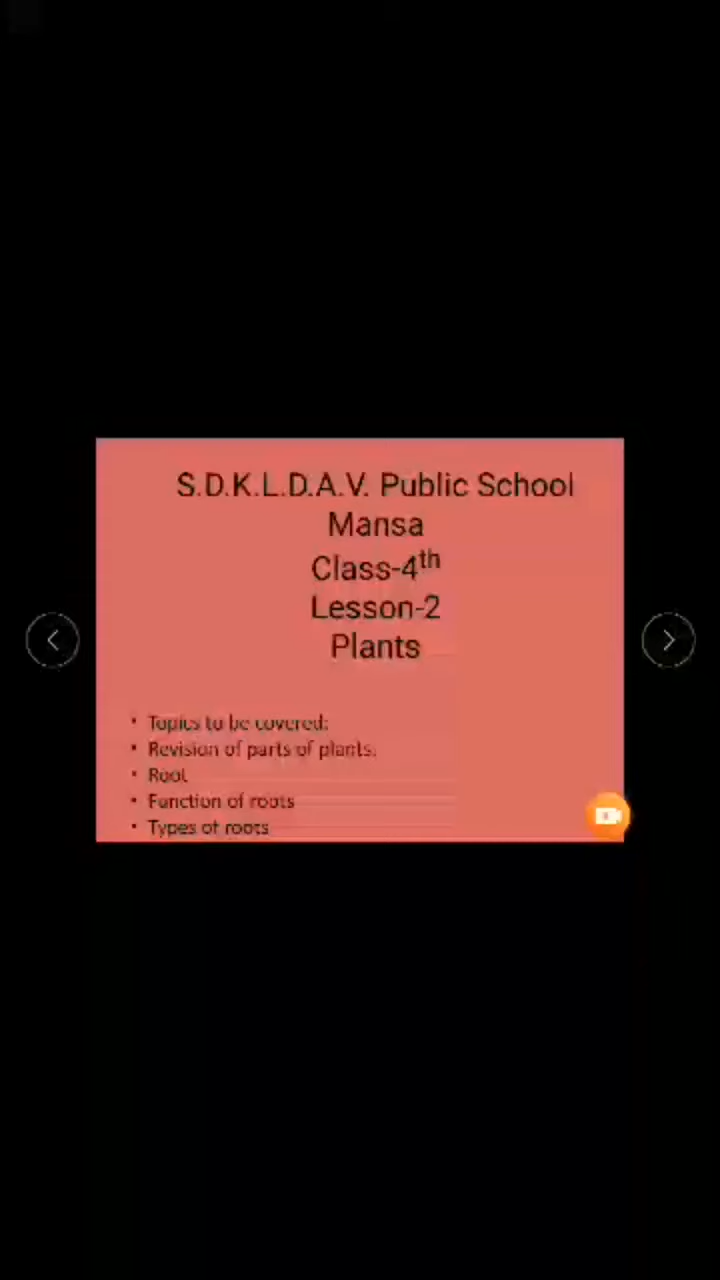 S.D.K.L.D.A.V. Public School
Mansa
Class-4th
Lesson-2
Plants
• Topics to be covered:
• Revision of parts of plants.
• Root
• Function of roots
• Types of roots